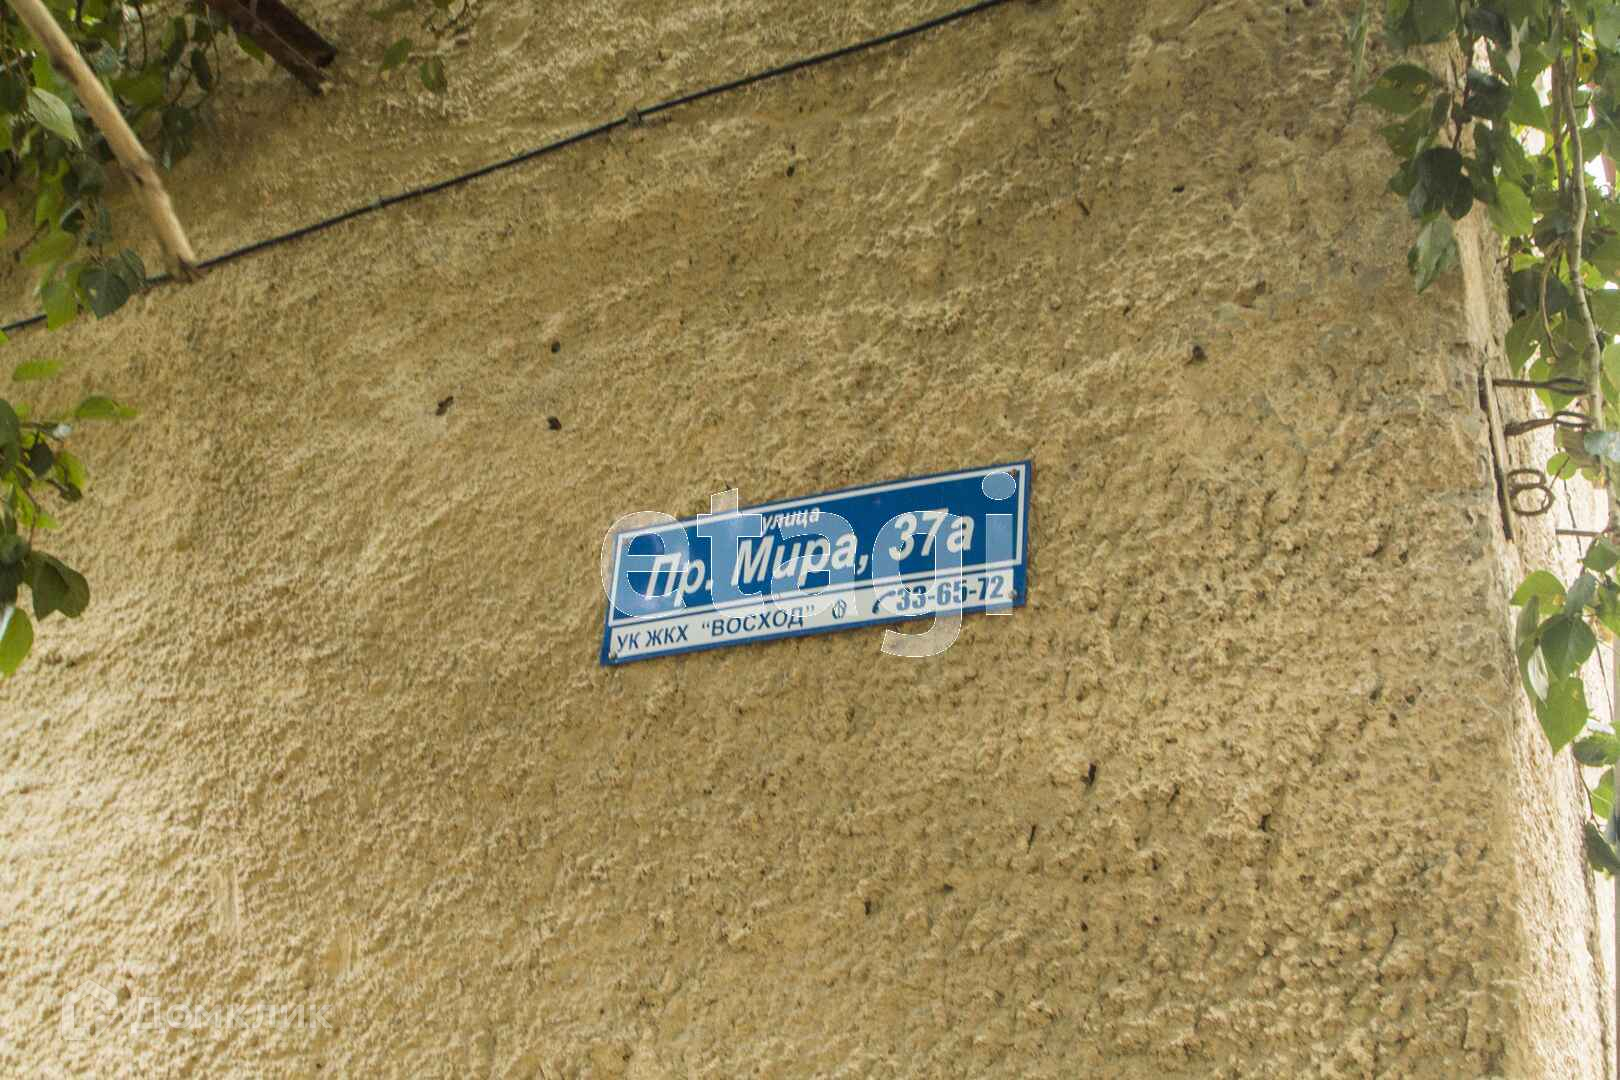 улица
Пр. Мира, 37а
УК ЖКХ "ВОСХОД" 33-65-72
etagi
Домклик